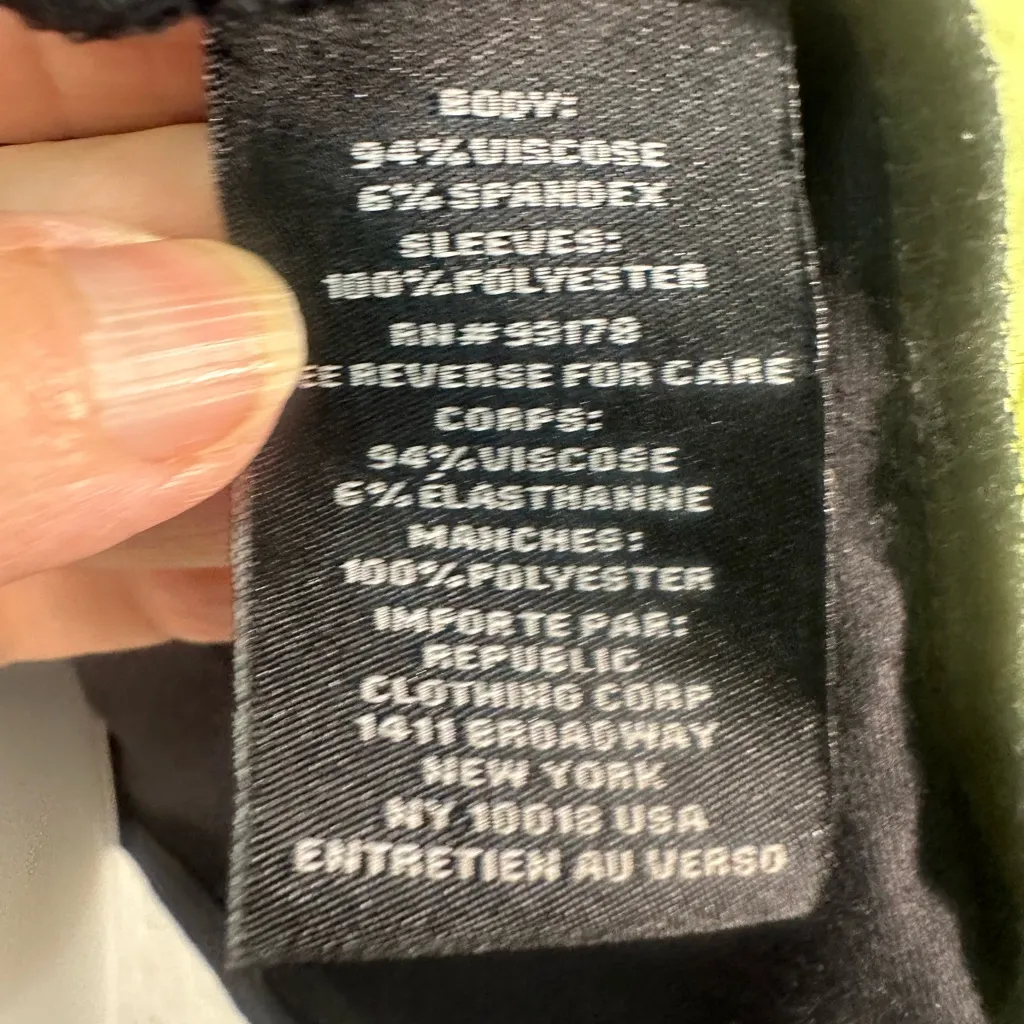 BODY:
94% VISCOSE
6% SPANDEX
SLEEVES:
100% POLYESTER
RN# 99179
EE REVERSE FOR CARE
CORPS:
94% VISCOSE
6% ÉLASTHANNE
MANCHES:
100% POLYESTER
IMPORTE PAR:
REPUBLIC
CLOTHING CORP
1411 BROADWAY
NEW YORK
NY 10018 USA
ENTRETIEN AU VERSO